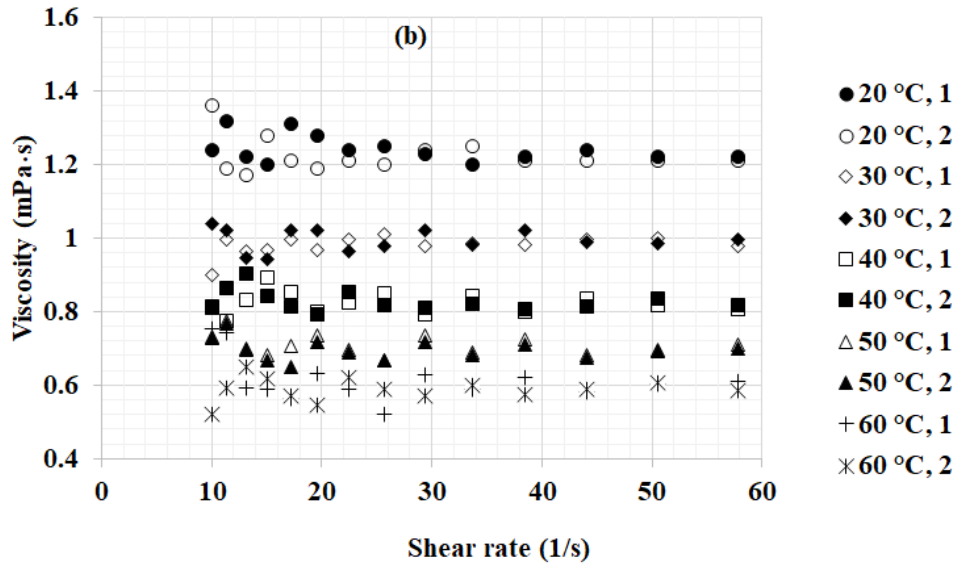 (b)
Viscosity (mPa·s)
1.6
1.4
1.2
1
0.8
0.6
0.4
0 10 20 30 40 50 60
Shear rate (1/s)
20 °C, 1
20 °C, 2
30 °C, 1
30 °C, 2
40 °C, 1
40 °C, 2
50 °C, 1
50 °C, 2
60 °C, 1
60 °C, 2